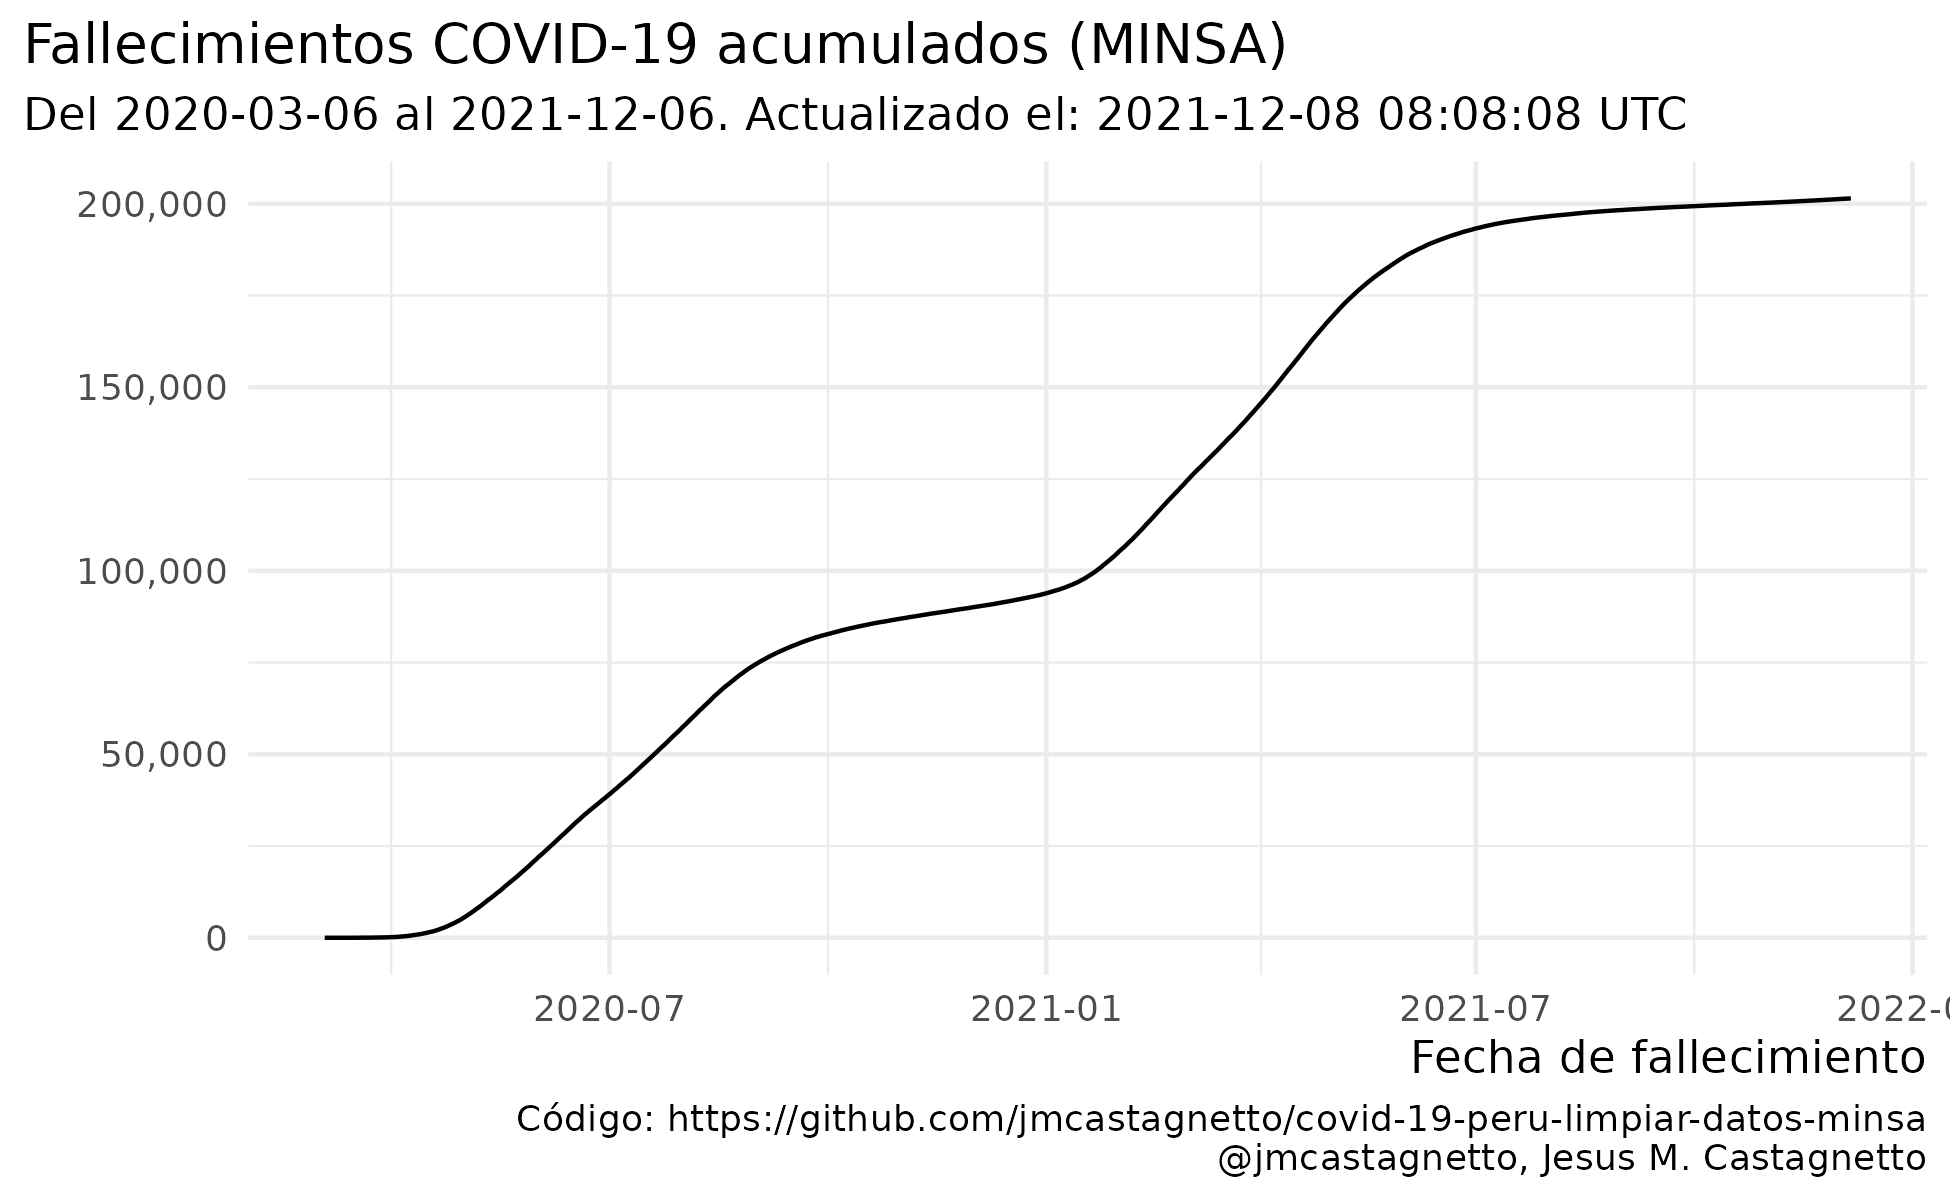 Fallecimientos COVID-19 acumulados (MINSA)
Del 2020-03-06 al 2021-12-06. Actualizado el: 2021-12-08 08:08:08 UTC
200,000
150,000
100,000
50,000
0
2020-07 2021-01 2021-07 2022-0
Fecha de fallecimiento
Código: https://github.com/jmcastagnetto/covid-19-peru-limpiar-datos-minsa
@jmcastagnetto, Jesus M. Castagnetto